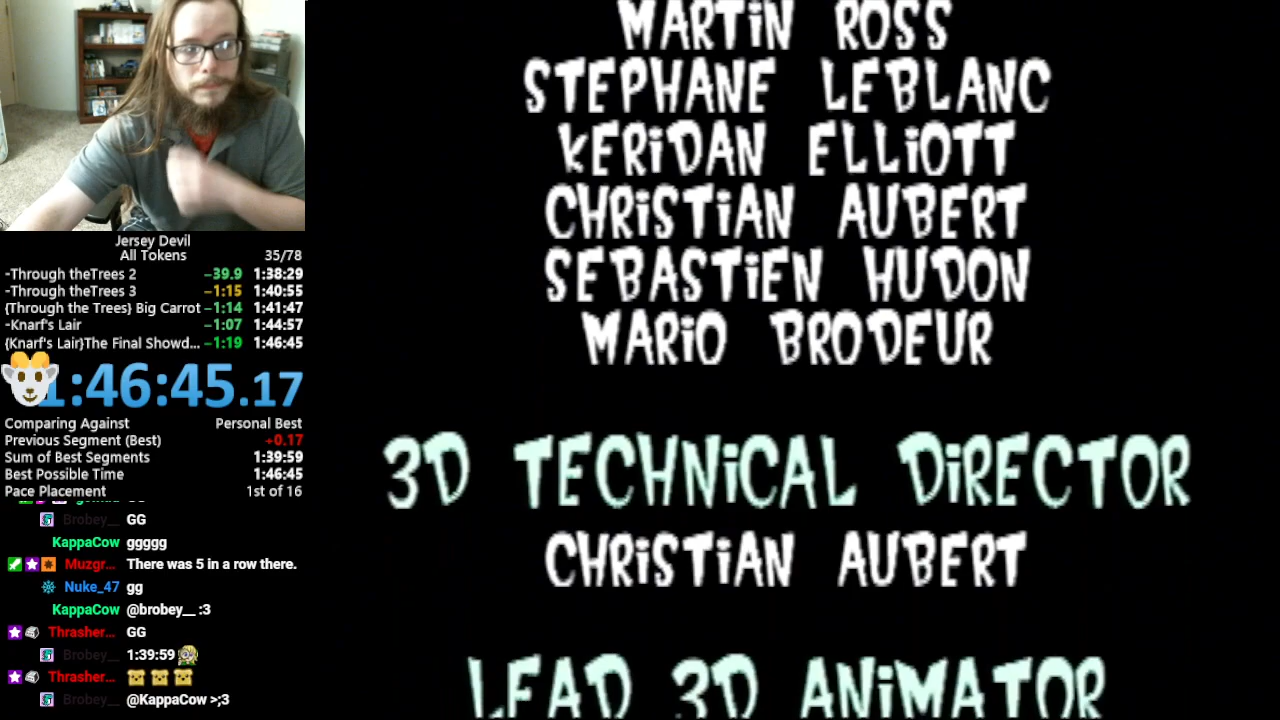 MARTiN ROSS
STEPHANE LEBLANC
KERiDAN ELLiOTT
CHRiSTiAN AUBERT
SEBASTiEN HUDON
MARiO BRODEUR
3D TECHNiCAL DiRECTOR
CHRiSTiAN AUBERT
LEAD 3D ANiMATOR
Jersey Devil
All Tokens 35/78
-Through theTrees 2 −39.9 1:38:29
-Through theTrees 3 −1:15 1:40:55
{Through the Trees} Big Carrot −1:14 1:41:47
-Knarf's Lair −1:07 1:44:57
{Knarf's Lair}The Final Showd... −1:19 1:46:45
1:46:45.17
Comparing Against Personal Best
Previous Segment (Best) +0.17
Sum of Best Segments 1:39:59
Best Possible Time 1:46:45
Pace Placement 1st of 16
Brobey__ GG
KappaCow ggggg
Muzgr... There was 5 in a row there.
Nuke_47 gg
KappaCow @brobey__ :3
Thrasher... GG
Brobey__ 1:39:59
Thrasher...
Brobey__ @KappaCow >;3